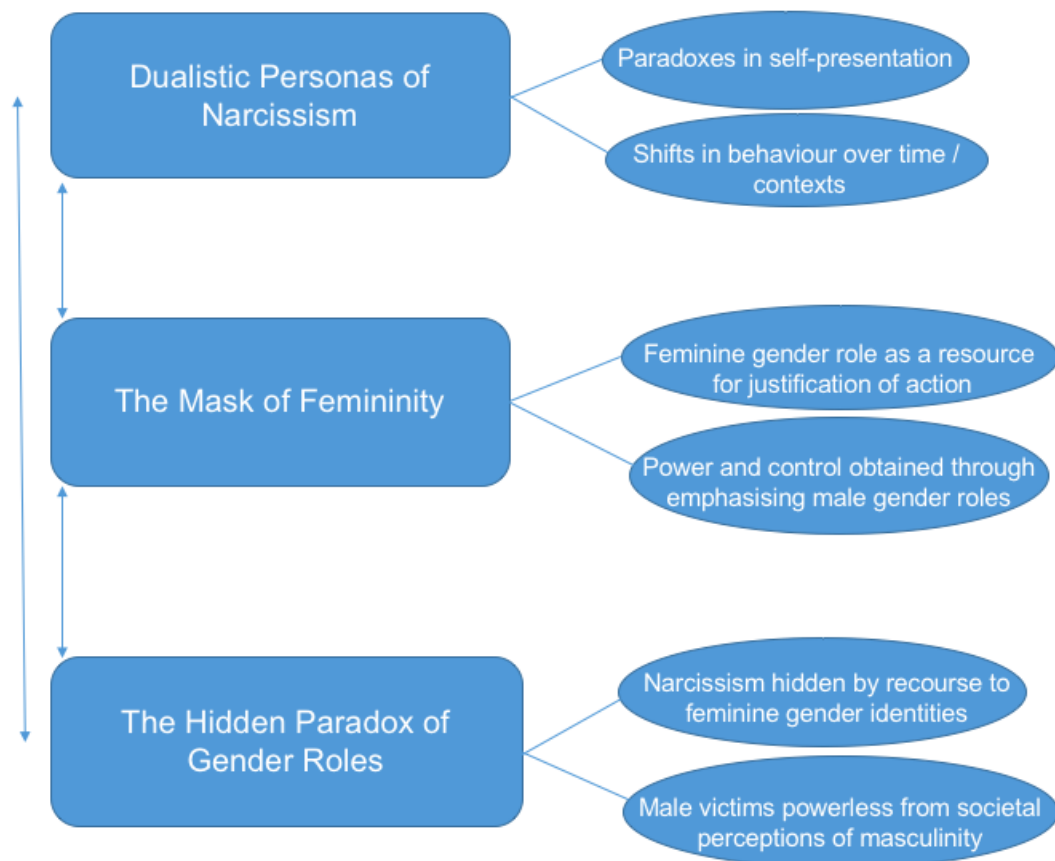 Dualistic Personas of
Narcissism
Paradoxes in self-presentation
Shifts in behaviour over time /
contexts
The Mask of Femininity
Feminine gender role as a resource
for justification of action
Power and control obtained through
emphasising male gender roles
The Hidden Paradox of
Gender Roles
Narcissism hidden by recourse to
feminine gender identities
Male victims powerless from societal
perceptions of masculinity